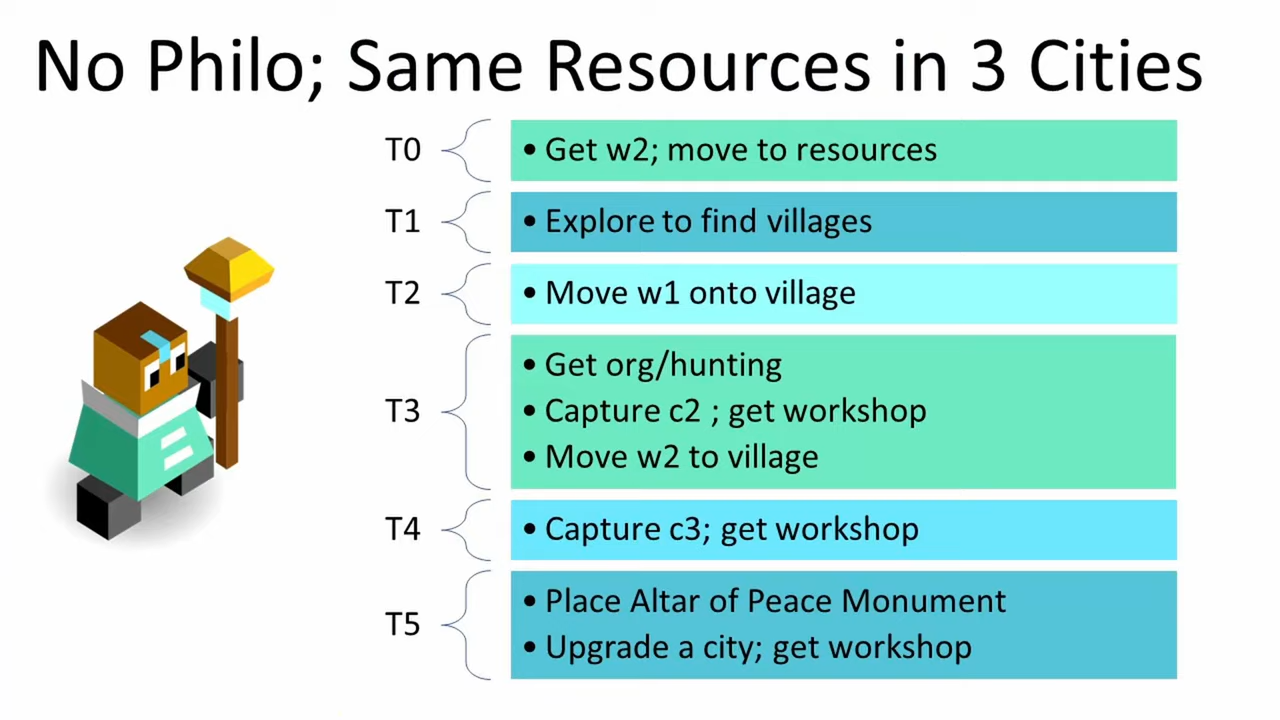 No Philo; Same Resources in 3 Cities
T0
• Get w2; move to resources
T1
• Explore to find villages
T2
• Move w1 onto village
T3
• Get org/hunting
• Capture c2 ; get workshop
• Move w2 to village
T4
• Capture c3; get workshop
T5
• Place Altar of Peace Monument
• Upgrade a city; get workshop